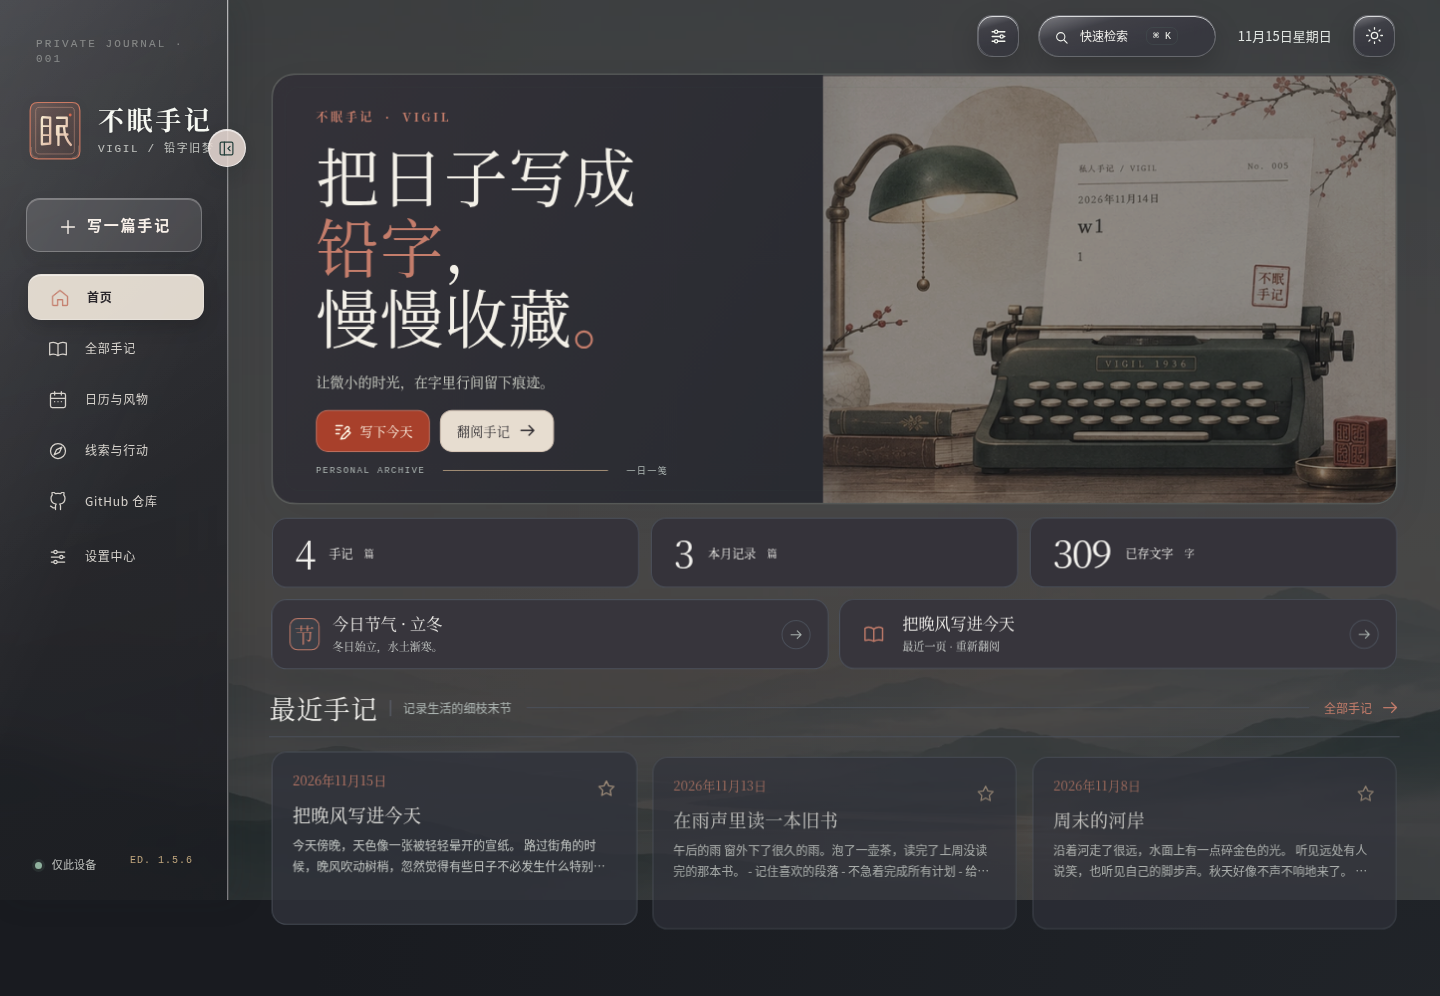 PRIVATE JOURNAL ·
001
眠
不眠手记
VIGIL / 铅字旧
写一篇手记
首页
全部手记
日历与风物
线索与行动
GitHub 仓库
设置中心
仅此设备
ED. 1.5.6
快速检索 ⌘ K
11月15日星期日
不眠手记 · VIGIL
把日子写成
铅字，
慢慢收藏。
让微小的时光，在字里行间留下痕迹。
写下今天
翻阅手记
PERSONAL ARCHIVE
一日一笺
私人手记 / VIGIL
No. 005
2026年11月14日
w1
1
不眠
手记
VIGIL 1936
4 手记 篇
3 本月记录 篇
309 已存文字 字
节
今日节气 · 立冬
冬日始立，水土渐寒。
把晚风写进今天
最近一页 · 重新翻阅
最近手记
记录生活的细枝末节
全部手记
2026年11月15日
把晚风写进今天
今天傍晚，天色像一张被轻轻晕开的宣纸。 路过街角的时
候，晚风吹动树梢，忽然觉得有些日子不必发生什么特别…
2026年11月13日
在雨声里读一本旧书
午后的雨 窗外下了很久的雨。泡了一壶茶，读完了上周没读
完的那本书。 - 记住喜欢的段落 - 不急着完成所有计划 - 给…
2026年11月8日
周末的河岸
沿着河走了很远，水面上有一点碎金色的光。 听见远处有人
说笑，也听见自己的脚步声。秋天好像不声不响地来了。 …